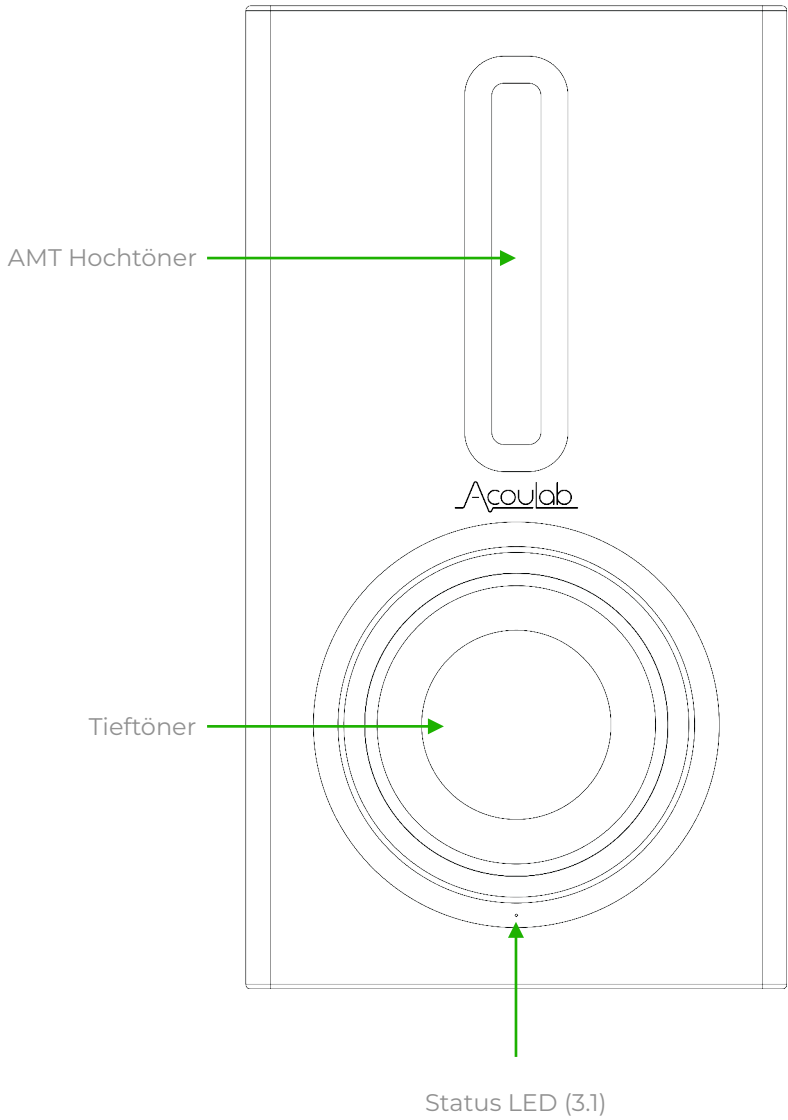 AMT Hochtöner
Acoulab
Tieftöner
Status LED (3.1)